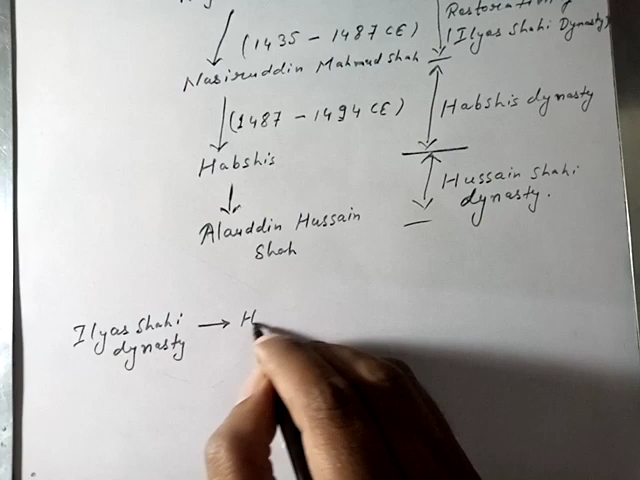 Restoration of
(Ilyas Shahi Dynasty)
(1435 - 1487 CE)
Nasiruddin Mahmud Shah
(1487 - 1494 CE)
Habshis dynasty
Habshis
Hussain Shahi
dynasty.
Alauddin Hussain
Shah
Ilyas Shahi → H
dynasty